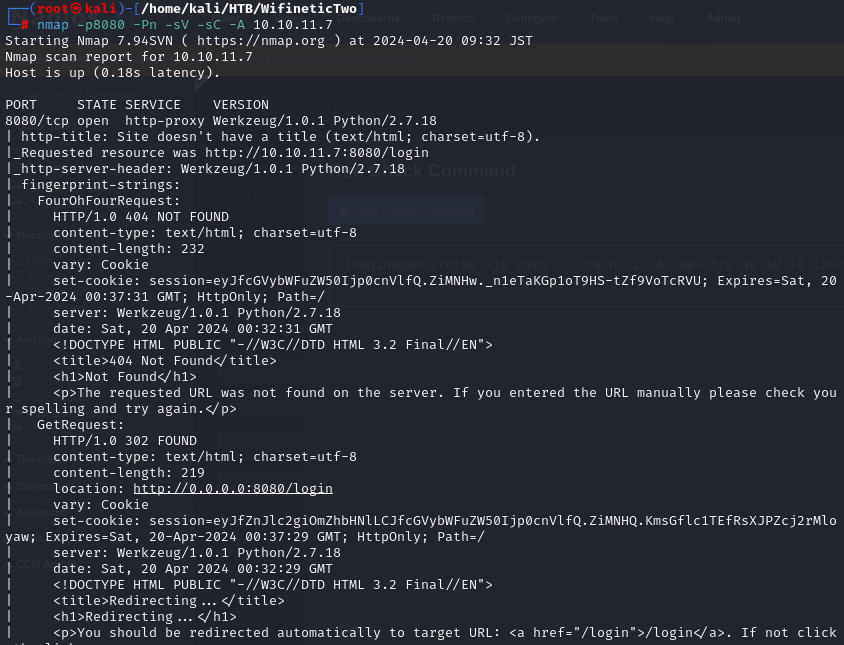 ┌──(root㉿kali)-[/home/kali/HTB/WifineticTwo]
└─# nmap -p8080 -Pn -sV -sC -A 10.10.11.7
Starting Nmap 7.94SVN ( https://nmap.org ) at 2024-04-20 09:32 JST
Nmap scan report for 10.10.11.7
Host is up (0.18s latency).

PORT     STATE SERVICE    VERSION
8080/tcp open  http-proxy Werkzeug/1.0.1 Python/2.7.18
| http-title: Site doesn't have a title (text/html; charset=utf-8).
|_Requested resource was http://10.10.11.7:8080/login
|_http-server-header: Werkzeug/1.0.1 Python/2.7.18
| fingerprint-strings:
|   FourOhFourRequest:
|     HTTP/1.0 404 NOT FOUND
|     content-type: text/html; charset=utf-8
|     content-length: 232
|     vary: Cookie
|     set-cookie: session=eyJfcGVybWFuZW50Ijp0cnVlfQ.ZiMNHw._n1eTaKGp1oT9HS-tZf9VoTcRVU; Expires=Sat, 20
-Apr-2024 00:37:31 GMT; HttpOnly; Path=/
|     server: Werkzeug/1.0.1 Python/2.7.18
|     date: Sat, 20 Apr 2024 00:32:31 GMT
|     <!DOCTYPE HTML PUBLIC "-//W3C//DTD HTML 3.2 Final//EN">
|     <title>404 Not Found</title>
|     <h1>Not Found</h1>
|     <p>The requested URL was not found on the server. If you entered the URL manually please check you
r spelling and try again.</p>
|   GetRequest:
|     HTTP/1.0 302 FOUND
|     content-type: text/html; charset=utf-8
|     content-length: 219
|     location: http://0.0.0.0:8080/login
|     vary: Cookie
|     set-cookie: session=eyJfZnJlc2giOmZhbHNlLCJfcGVybWFuZW50Ijp0cnVlfQ.ZiMNHQ.KmsGflc1TEfRsXJPZcj2rMlo
yaw; Expires=Sat, 20-Apr-2024 00:37:29 GMT; HttpOnly; Path=/
|     server: Werkzeug/1.0.1 Python/2.7.18
|     date: Sat, 20 Apr 2024 00:32:29 GMT
|     <!DOCTYPE HTML PUBLIC "-//W3C//DTD HTML 3.2 Final//EN">
|     <title>Redirecting...</title>
|     <h1>Redirecting...</h1>
|     <p>You should be redirected automatically to target URL: <a href="/login">/login</a>. If not click